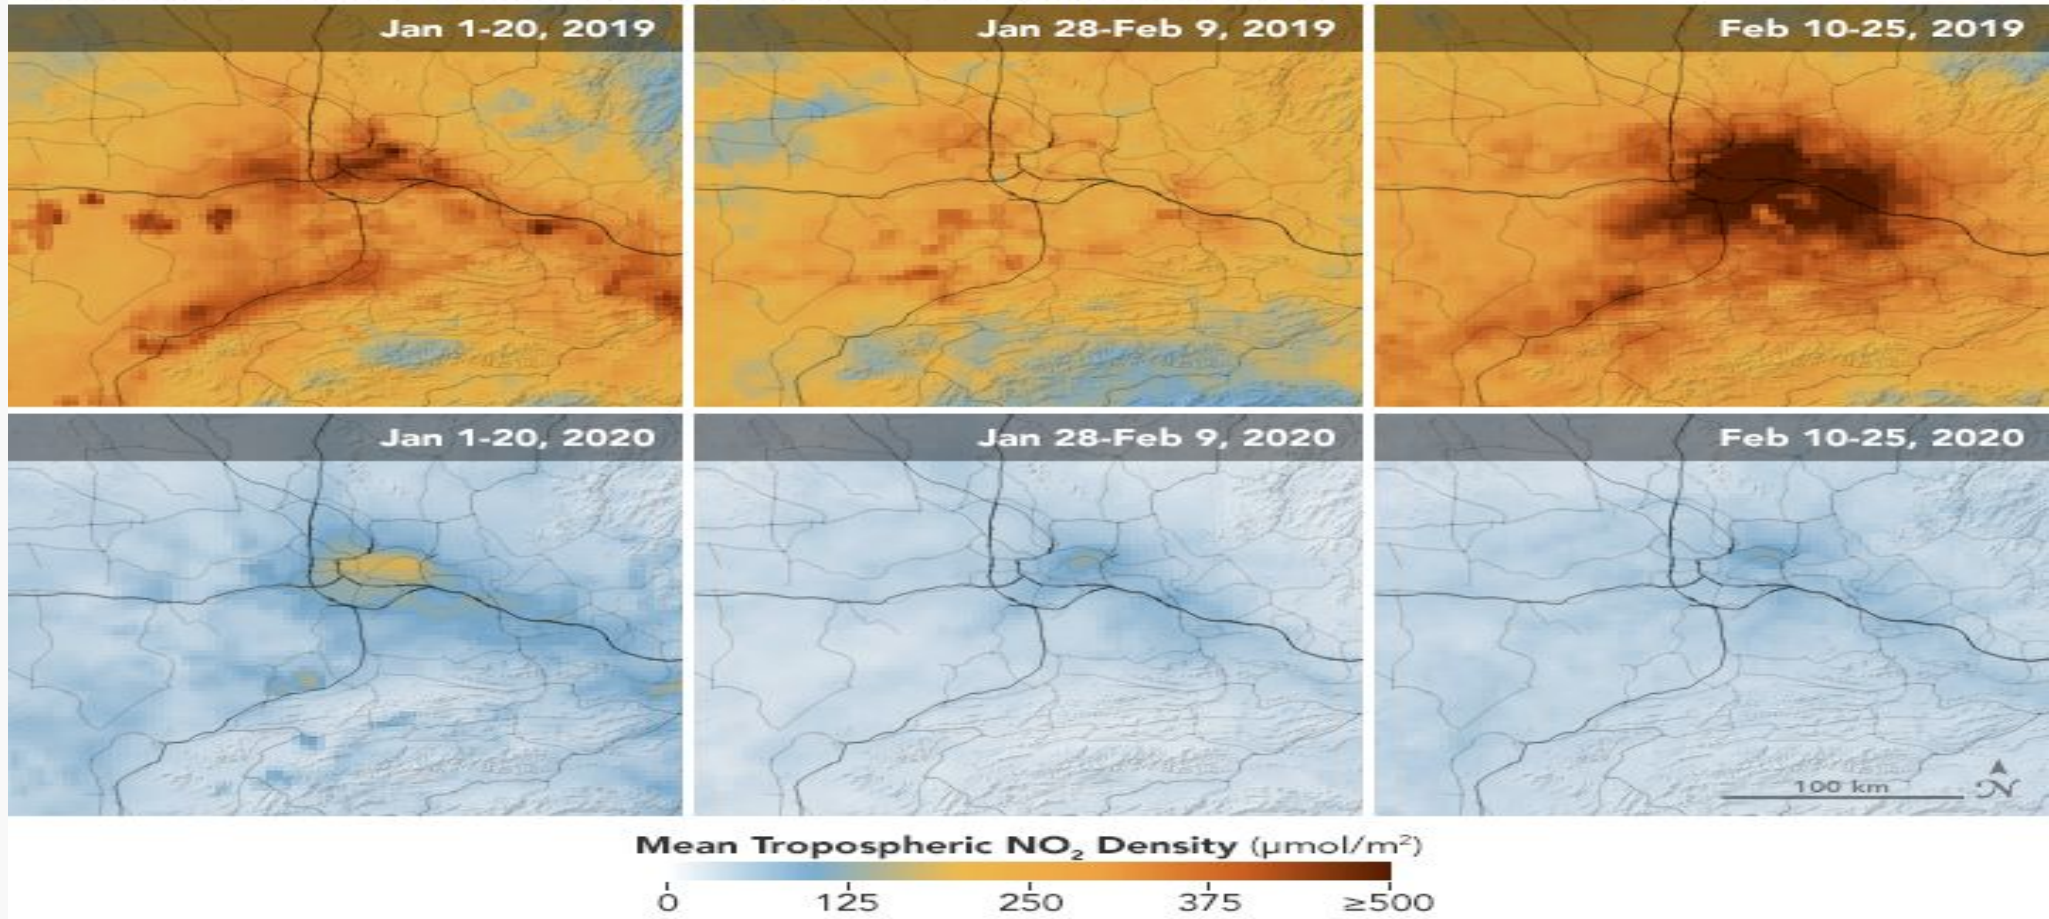 Jan 1-20, 2019
Jan 28-Feb 9, 2019
Feb 10-25, 2019
Jan 1-20, 2020
Jan 28-Feb 9, 2020
Feb 10-25, 2020
100 km
N
Mean Tropospheric NO₂ Density (µmol/m²)
0 125 250 375 ≥500